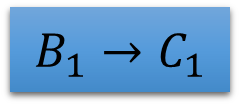 B₁ → C₁